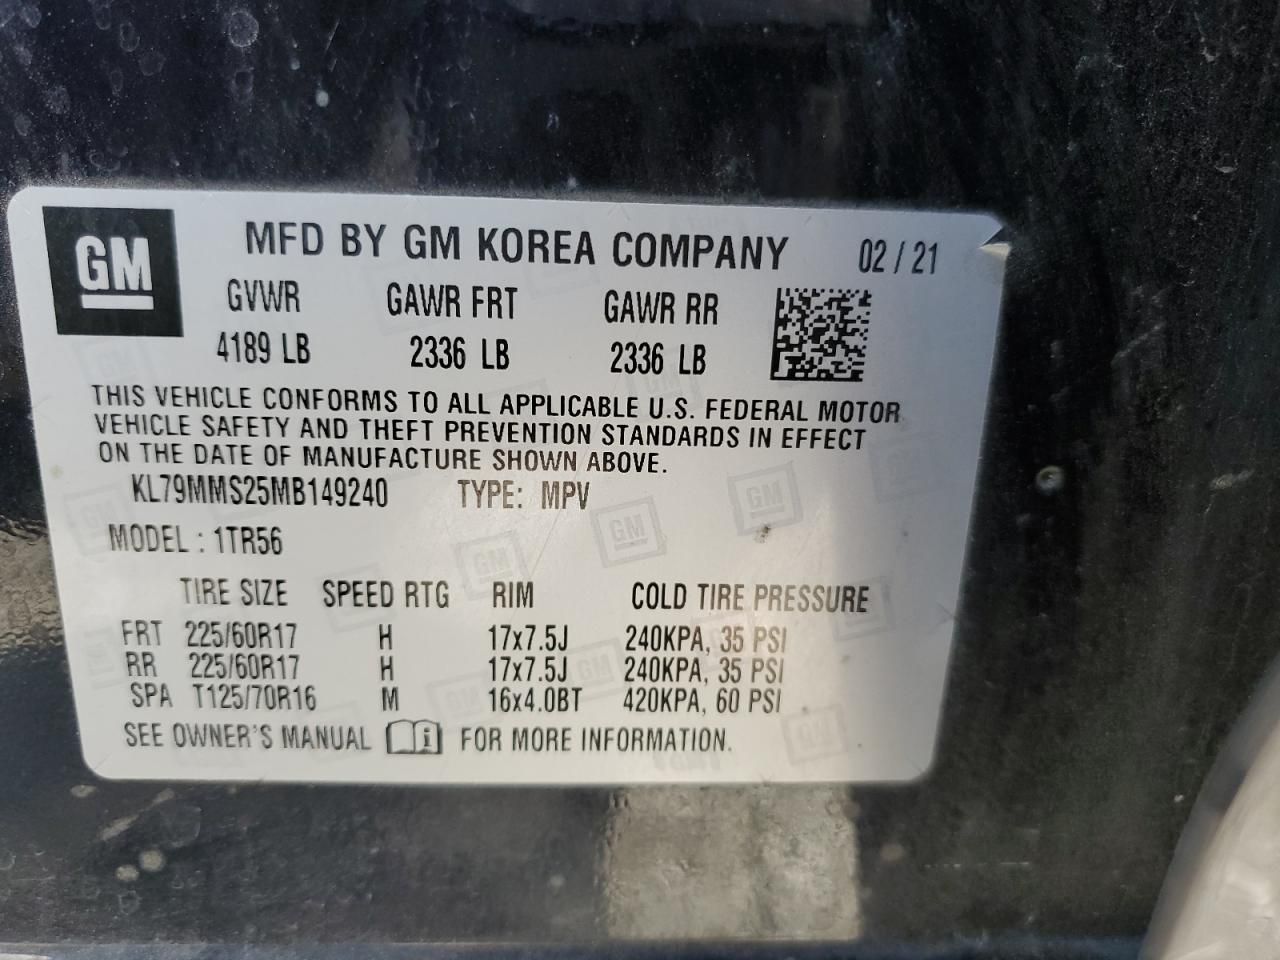 GM
MFD BY GM KOREA COMPANY 02 / 21
GVWR GAWR FRT GAWR RR
4189 LB 2336 LB 2336 LB
THIS VEHICLE CONFORMS TO ALL APPLICABLE U.S. FEDERAL MOTOR
VEHICLE SAFETY AND THEFT PREVENTION STANDARDS IN EFFECT
ON THE DATE OF MANUFACTURE SHOWN ABOVE.
KL79MMS25MB149240 TYPE: MPV
MODEL : 1TR56
TIRE SIZE SPEED RTG RIM COLD TIRE PRESSURE
FRT 225/60R17 H 17x7.5J 240KPA, 35 PSI
RR 225/60R17 H 17x7.5J 240KPA, 35 PSI
SPA T125/70R16 M 16x4.0BT 420KPA, 60 PSI
SEE OWNER'S MANUAL i FOR MORE INFORMATION.